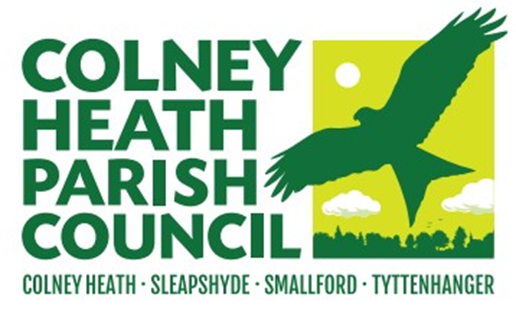 COLNEY
HEATH
PARISH
COUNCIL
COLNEY HEATH · SLEAPSHYDE · SMALLFORD · TYTTENHANGER